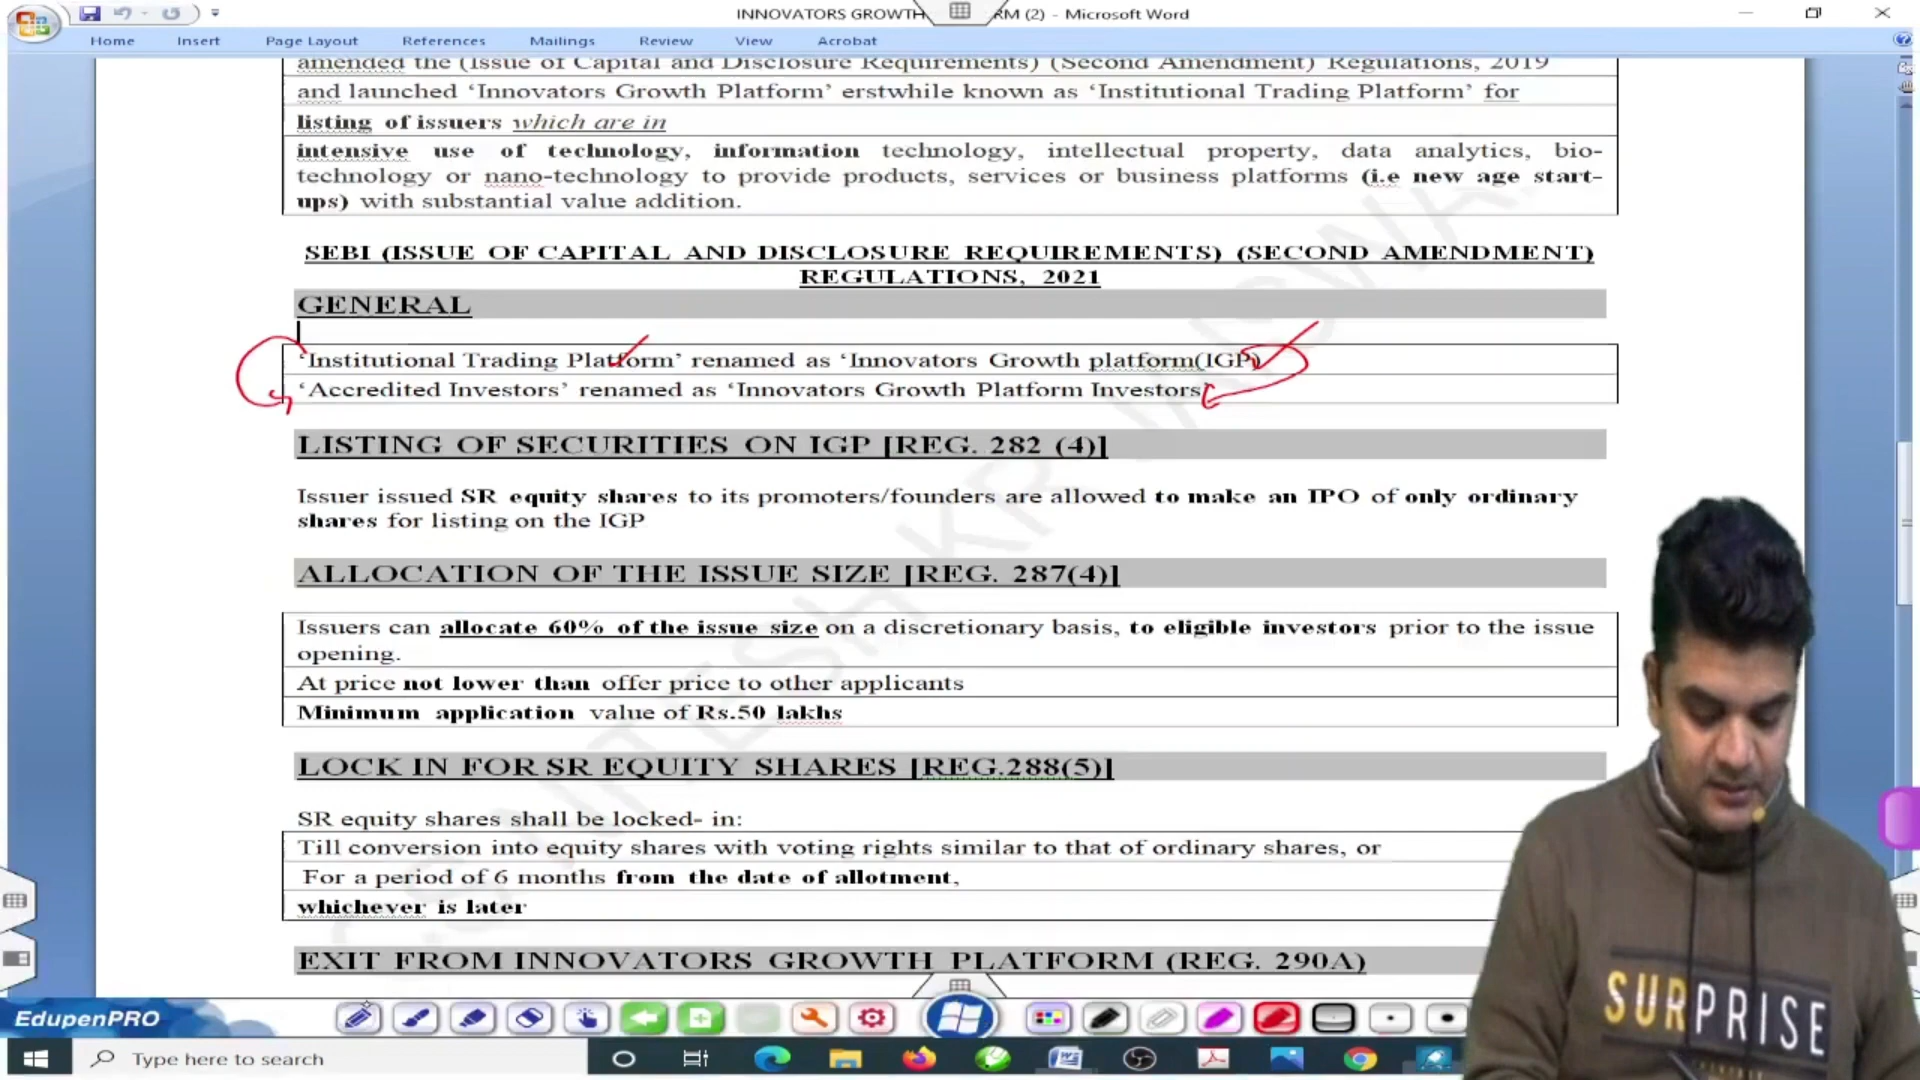 INNOVATORS GROWTH RM (2) - Microsoft Word
Home Insert Page Layout References Mailings Review View Acrobat
amended the (Issue of Capital and Disclosure Requirements) (Second Amendment) Regulations, 2019
and launched ‘Innovators Growth Platform’ erstwhile known as ‘Institutional Trading Platform’ for
listing of issuers which are in
intensive use of technology, information technology, intellectual property, data analytics, bio-
technology or nano-technology to provide products, services or business platforms (i.e new age start-
ups) with substantial value addition.
SEBI (ISSUE OF CAPITAL AND DISCLOSURE REQUIREMENTS) (SECOND AMENDMENT)
REGULATIONS, 2021
GENERAL
‘Institutional Trading Platform’ renamed as ‘Innovators Growth platform(IGP)
‘Accredited Investors’ renamed as ‘Innovators Growth Platform Investors
LISTING OF SECURITIES ON IGP [REG. 282 (4)]
Issuer issued SR equity shares to its promoters/founders are allowed to make an IPO of only ordinary
shares for listing on the IGP
ALLOCATION OF THE ISSUE SIZE [REG. 287(4)]
Issuers can allocate 60% of the issue size on a discretionary basis, to eligible investors prior to the issue
opening.
At price not lower than offer price to other applicants
Minimum application value of Rs.50 lakhs
LOCK IN FOR SR EQUITY SHARES [REG.288(5)]
SR equity shares shall be locked- in:
Till conversion into equity shares with voting rights similar to that of ordinary shares, or
For a period of 6 months from the date of allotment,
whichever is later
EXIT FROM INNOVATORS GROWTH PLATFORM (REG. 290A)
SURPRISE
EdupenPRO
Type here to search